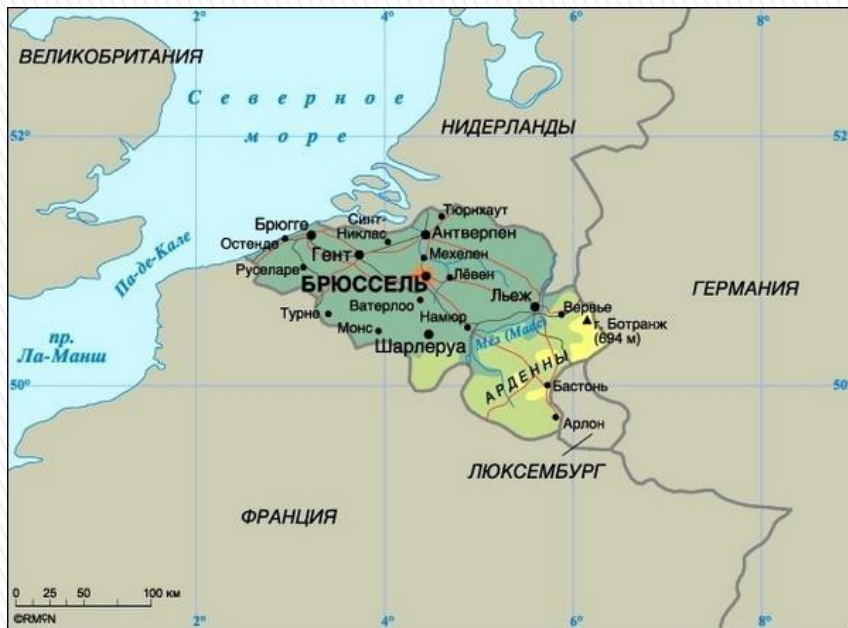 4°
6°
8°
ВЕЛИКОБРИТАНИЯ
Северное
море
НИДЕРЛАНДЫ
52°
52°
Тюрнхаут
Синт-
Никлас
Брюгге
Антверпен
Остенде
Гент
Мехелен
Па-де-Кале
Руселаре
БРЮССЕЛЬ
Лёвен
Льеж
ГЕРМАНИЯ
Ватерлоо
Вервье
Турне
Намюр
г. Ботранж
(694 м)
Монс
Мёз (Маас)
пр.
Ла-Манш
Шарлеруа
АРДЕННЫ
50°
50°
Бастонь
Арлон
ЛЮКСЕМБУРГ
ФРАНЦИЯ
0 25 50 100 км
©RM¢N
2°
4°
6°
8°